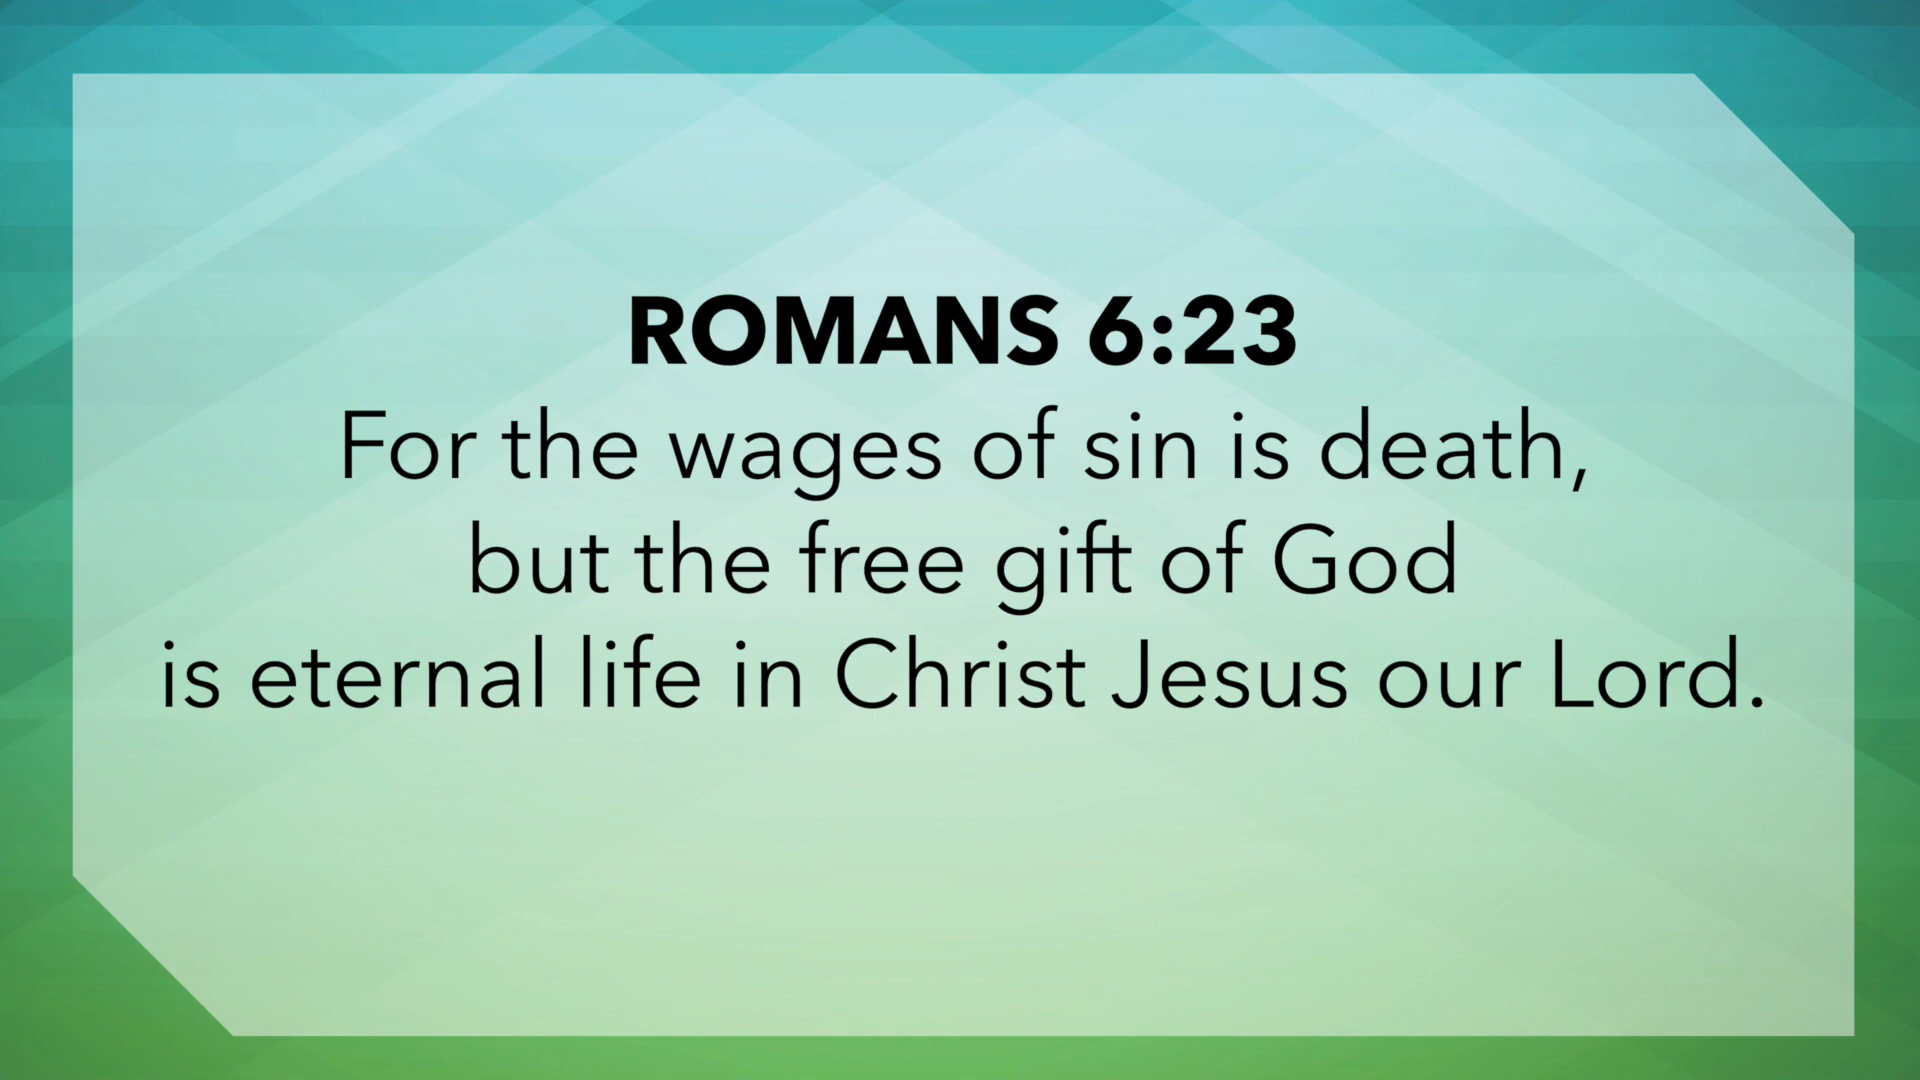 ROMANS 6:23
For the wages of sin is death,
but the free gift of God
is eternal life in Christ Jesus our Lord.